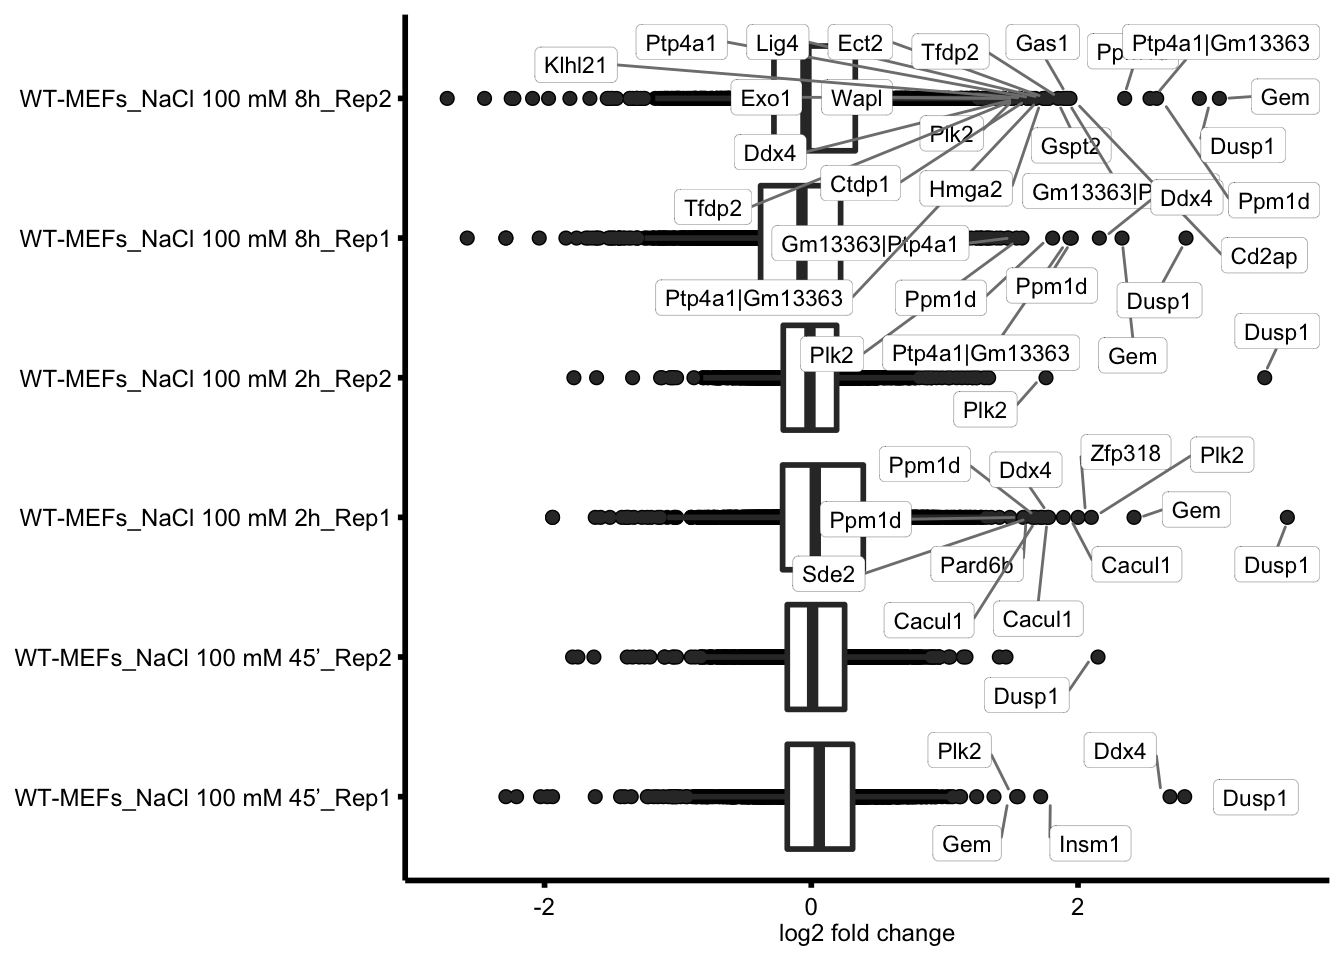 Ptp4a1
Lig4
Ect2
Tfdp2
Gas1
Ptp4a1|Gm13363
Klhl21
WT-MEFs_NaCl 100 mM 8h_Rep2
Exo1
Wapl
Gem
Plk2
Gspt2
Dusp1
Ddx4
Ctdp1
Hmga2
Ddx4
Ppm1d
Tfdp2
WT-MEFs_NaCl 100 mM 8h_Rep1
Gm13363|Ptp4a1
Cd2ap
Ptp4a1|Gm13363
Ppm1d
Ppm1d
Dusp1
Dusp1
Plk2
Ptp4a1|Gm13363
Gem
WT-MEFs_NaCl 100 mM 2h_Rep2
Plk2
Ppm1d
Ddx4
Zfp318
Plk2
WT-MEFs_NaCl 100 mM 2h_Rep1
Ppm1d
Gem
Sde2
Pard6b
Cacul1
Dusp1
Cacul1
Cacul1
WT-MEFs_NaCl 100 mM 45’_Rep2
Dusp1
Plk2
Ddx4
WT-MEFs_NaCl 100 mM 45’_Rep1
Dusp1
Gem
Insm1
-2
0
2
log2 fold change